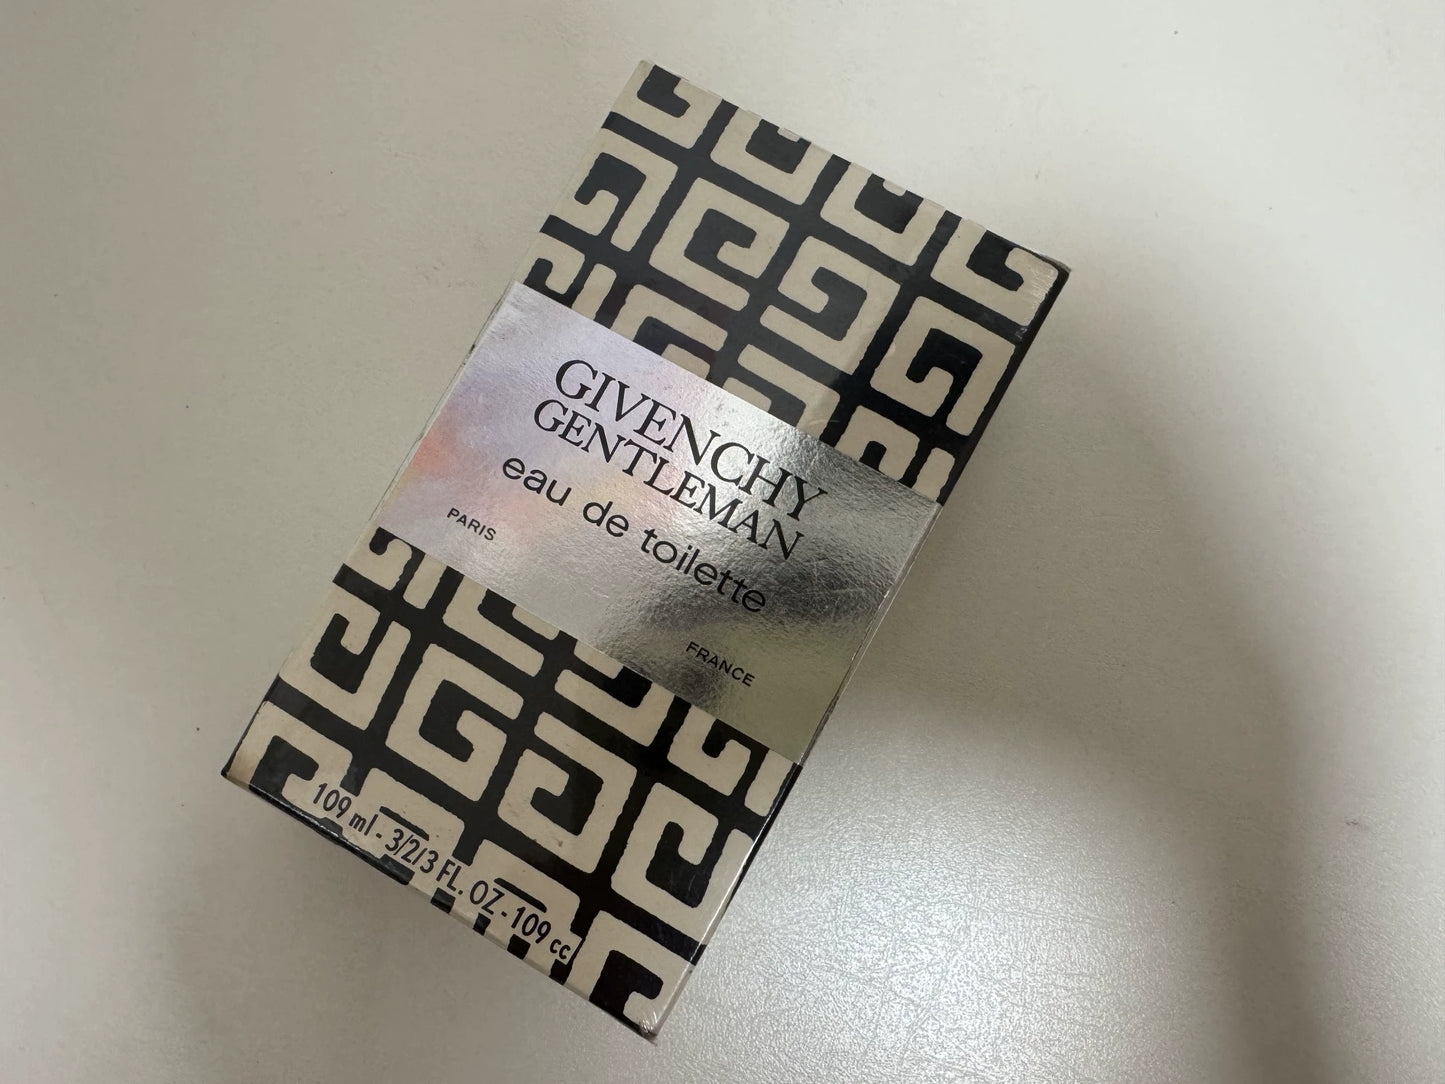 GIVENCHY
GENTLEMAN
eau de toilette
PARIS
FRANCE
109 ml - 3/2/3 FL. OZ - 109 cc